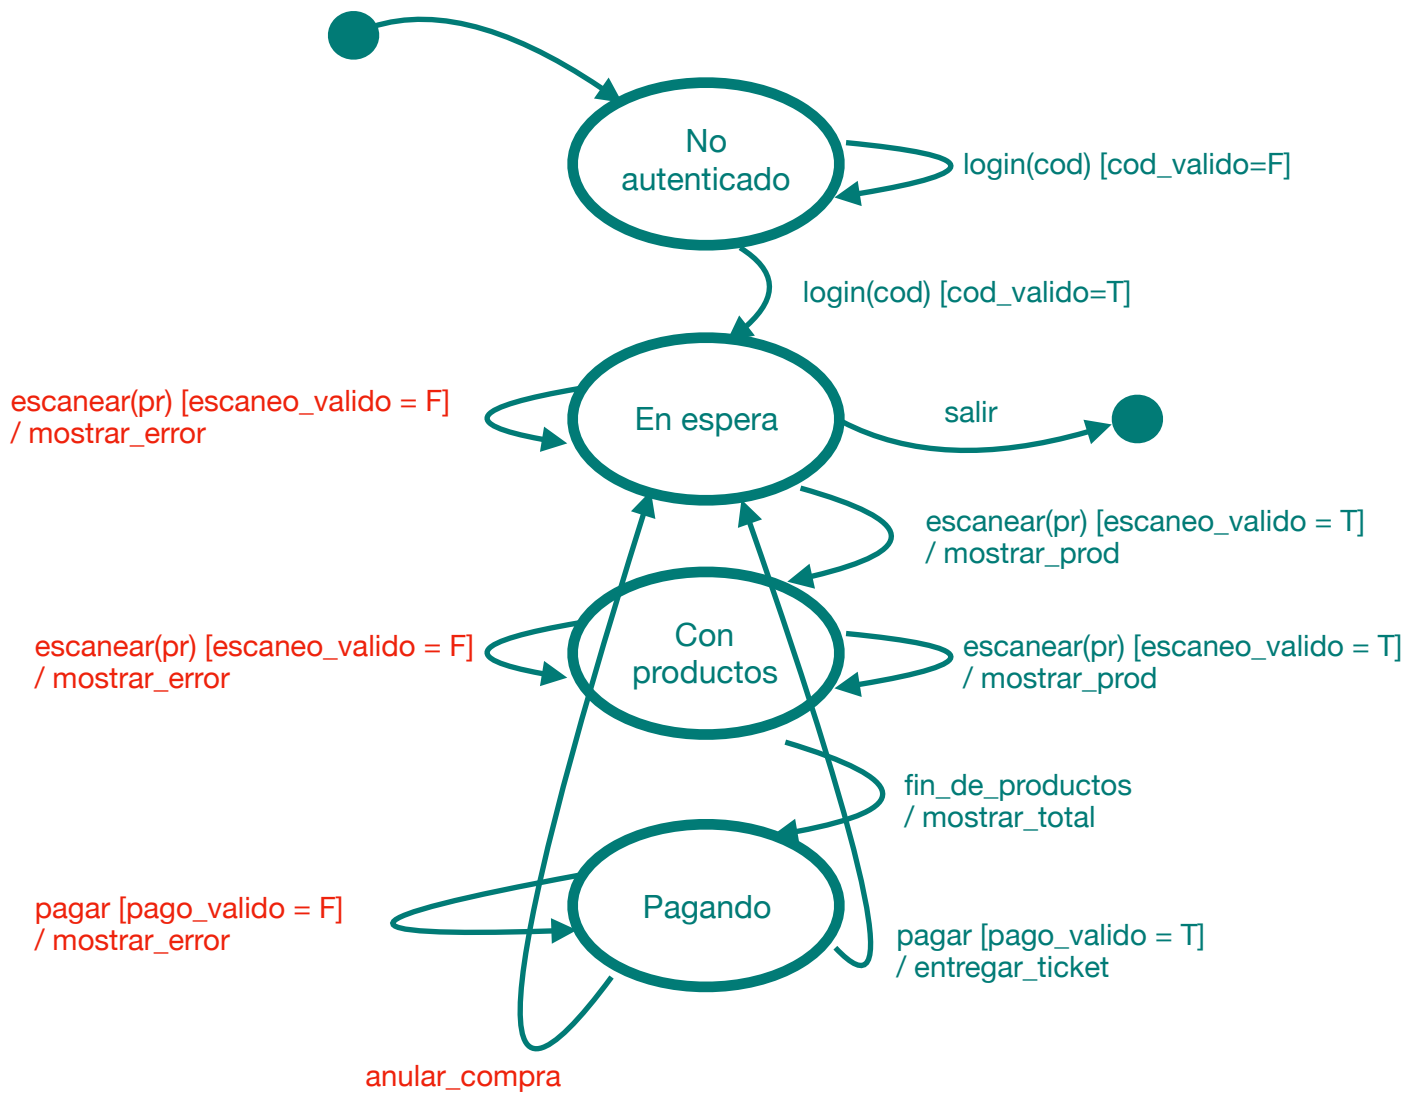 No
autenticado
login(cod) [cod_valido=F]
login(cod) [cod_valido=T]
escanear(pr) [escaneo_valido = F]
/ mostrar_error
En espera
salir
escanear(pr) [escaneo_valido = T]
/ mostrar_prod
escanear(pr) [escaneo_valido = F]
/ mostrar_error
Con
productos
escanear(pr) [escaneo_valido = T]
/ mostrar_prod
fin_de_productos
/ mostrar_total
pagar [pago_valido = F]
/ mostrar_error
Pagando
pagar [pago_valido = T]
/ entregar_ticket
anular_compra